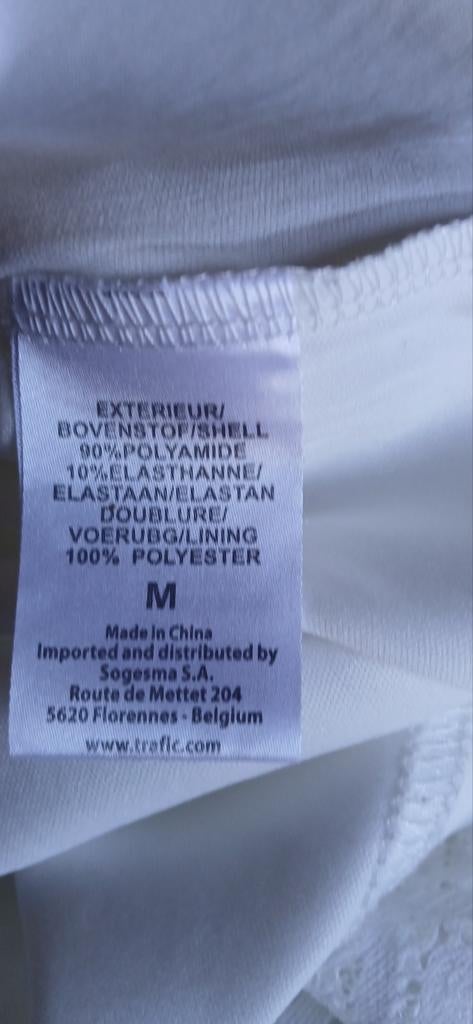 EXTERIEUR/
BOVENSTOF/SHELL
90%POLYAMIDE
10%ELASTHANNE/
ELASTAAN/ELASTAN
DOUBLURE/
VOERUBG/LINING
100% POLYESTER
M
Made in China
Imported and distributed by
Sogesma S.A.
Route de Mettet 204
5620 Florennes - Belgium
www.trafic.com